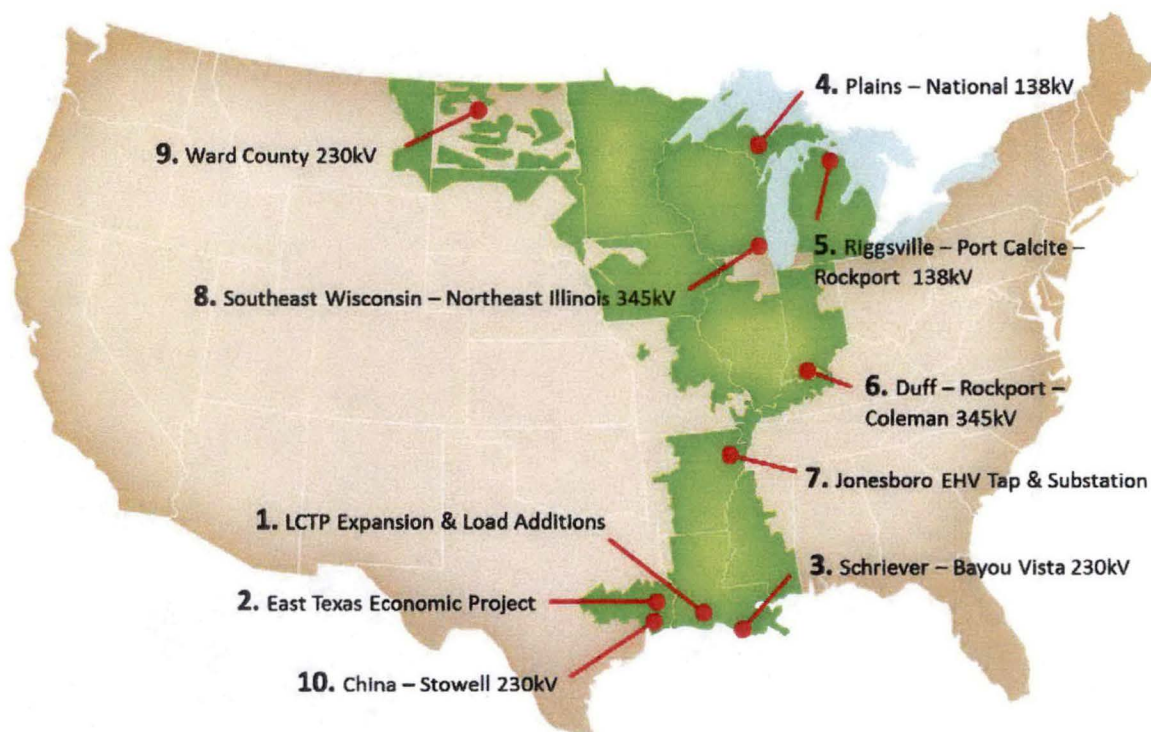 4. Plains – National 138kV
9. Ward County 230kV
5. Riggsville – Port Calcite –
Rockport 138kV
8. Southeast Wisconsin – Northeast Illinois 345kV
6. Duff – Rockport –
Coleman 345kV
7. Jonesboro EHV Tap & Substation
1. LCTP Expansion & Load Additions
3. Schriever – Bayou Vista 230kV
2. East Texas Economic Project
10. China – Stowell 230kV